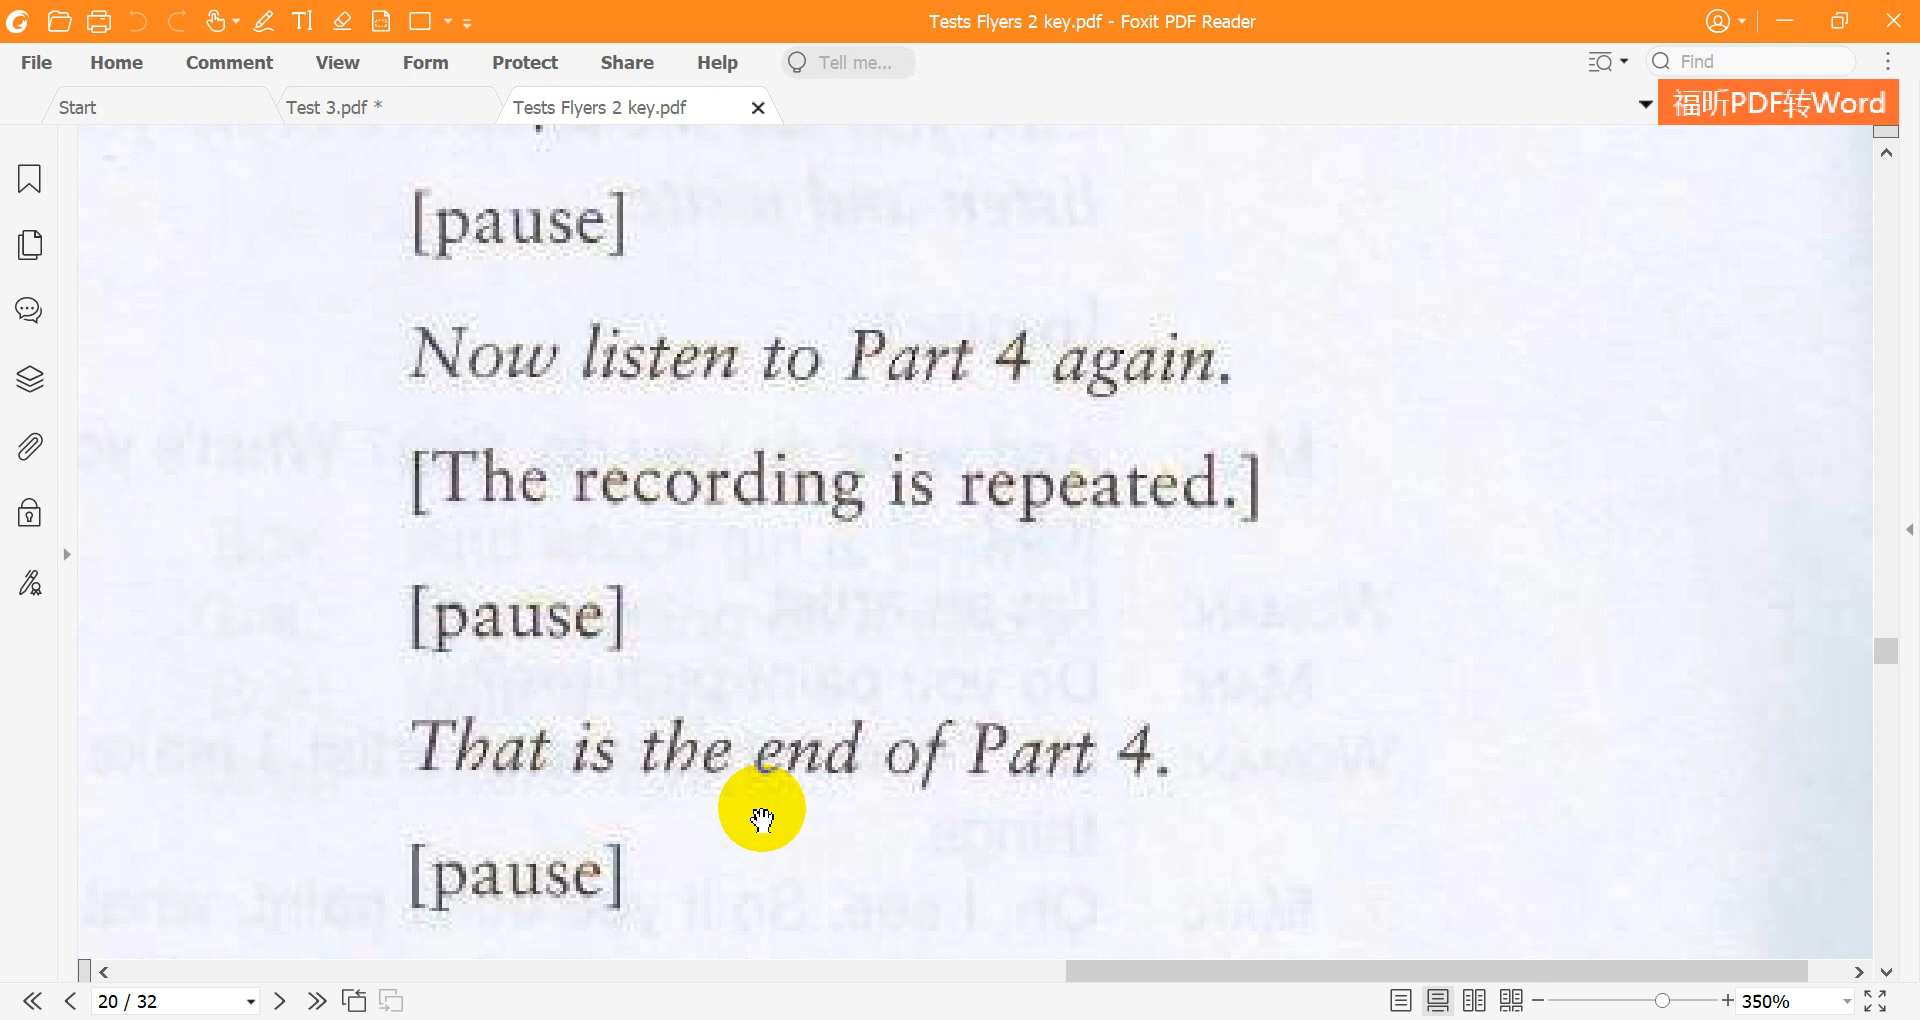 Tests Flyers 2 key.pdf - Foxit PDF Reader
File Home Comment View Form Protect Share Help Tell me... Find
Start Test 3.pdf * Tests Flyers 2 key.pdf 福昕PDF转Word
[pause]
Now listen to Part 4 again.
[The recording is repeated.]
[pause]
That is the end of Part 4.
[pause]
20 / 32 350%